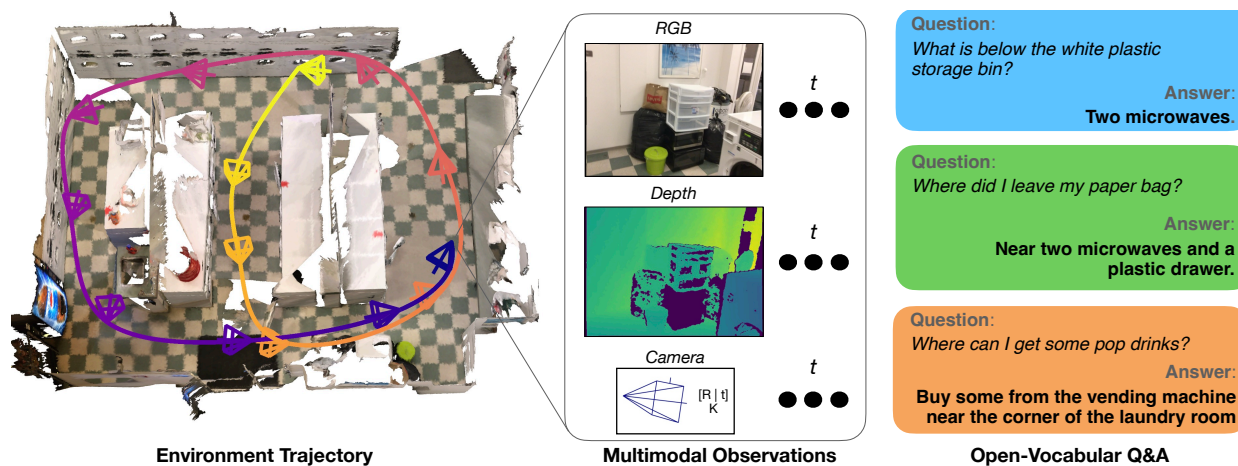 RGB
t
Depth
t
Camera
t
[R | t]
K
Question:
What is below the white plastic
storage bin?
Answer:
Two microwaves.
Question:
Where did I leave my paper bag?
Answer:
Near two microwaves and a
plastic drawer.
Question:
Where can I get some pop drinks?
Answer:
Buy some from the vending machine
near the corner of the laundry room
Environment Trajectory
Multimodal Observations
Open-Vocabular Q&A